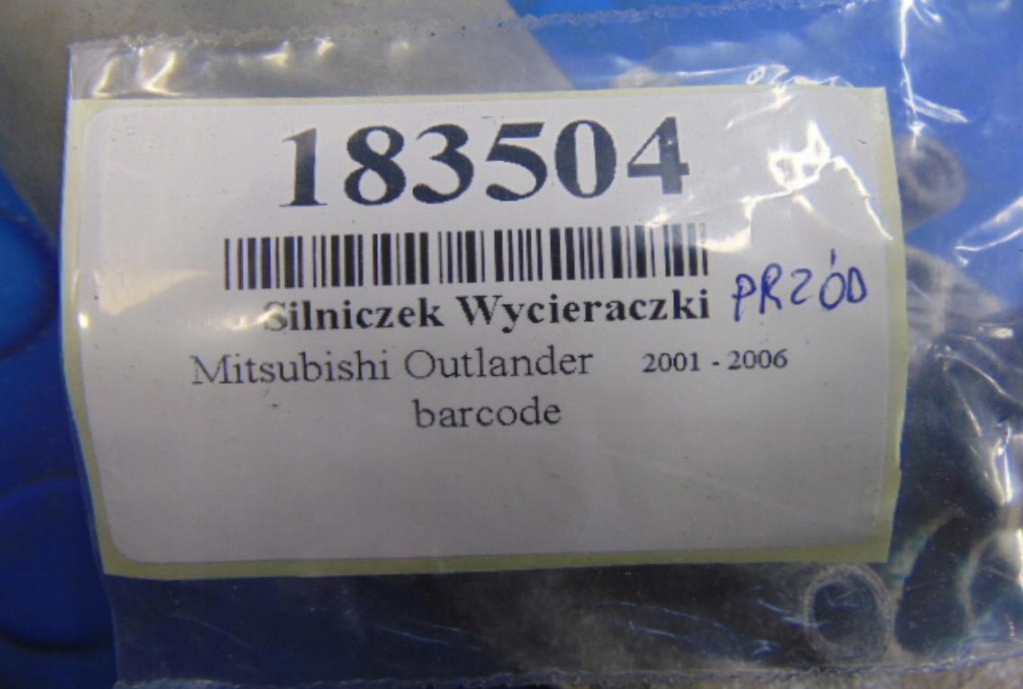 183504
Silniczek Wycieraczki PRZÓD
Mitsubishi Outlander 2001 - 2006
barcode